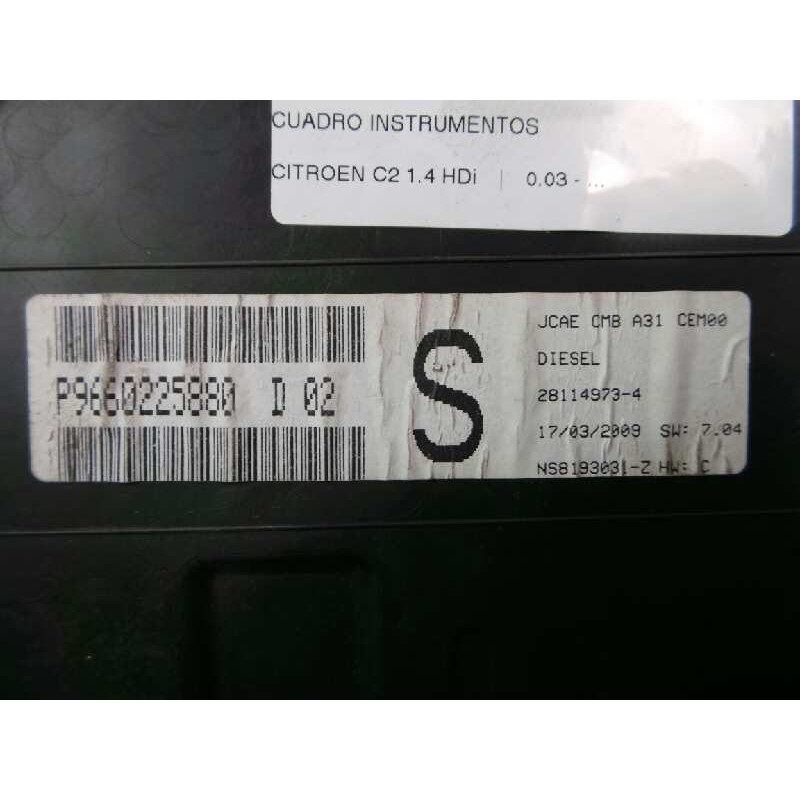 CUADRO INSTRUMENTOS
CITROEN C2 1.4 HDi | 0.03 - ...
P9660225880 D 02
S
JCAE CMB A31 CEM00
DIESEL
28114973-4
17/03/2009 SW: 7.04
NS8193031-Z HW: C